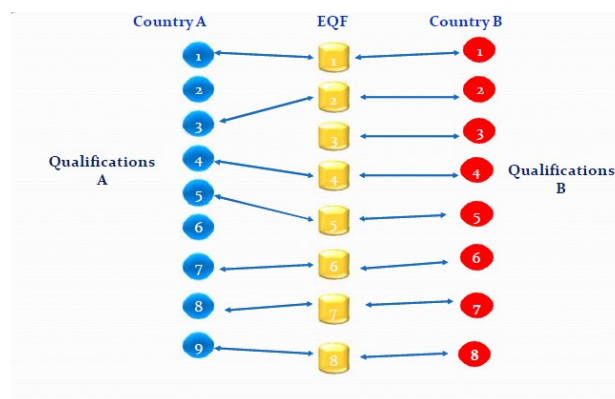 Country A EQF Country B
1 1 1
2 2 2
3 3 3
4 4 4
Qualifications A
Qualifications B
5 5 5
6 6 6
7 7 7
8 8 8
9